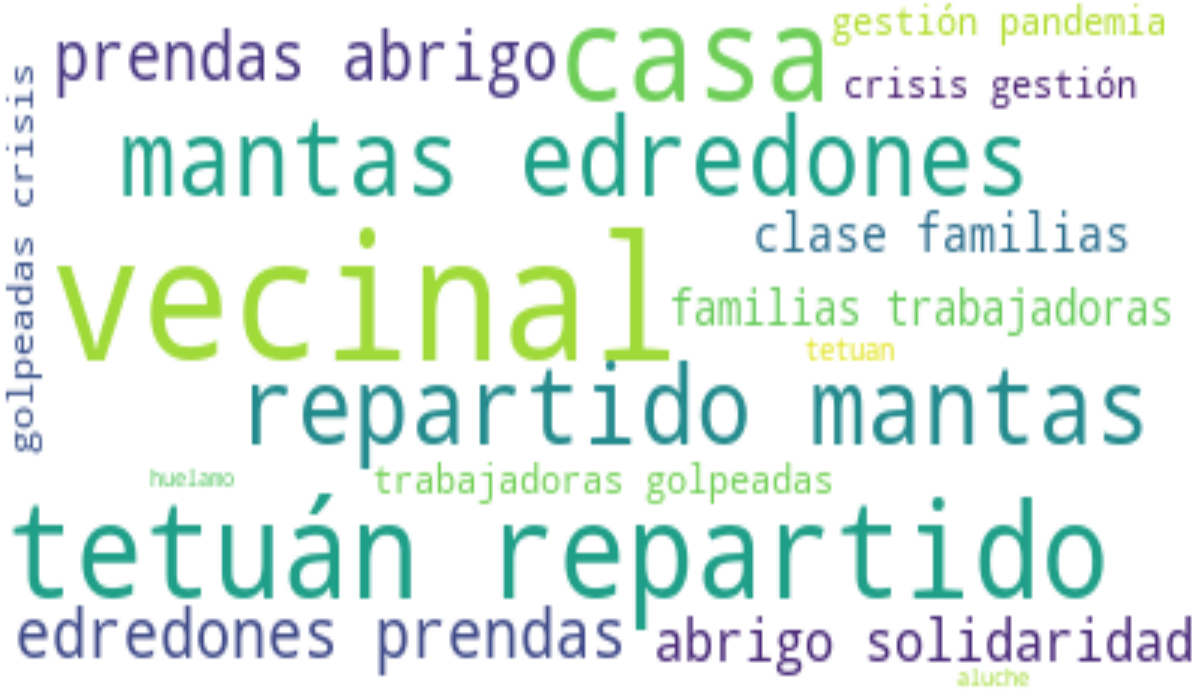 gestión pandemia
prendas abrigo
casa
crisis gestión
mantas edredones
golpeadas crisis
clase familias
vecinal
familias trabajadoras
tetuan
repartido mantas
huelamo
trabajadoras golpeadas
tetuán repartido
edredones prendas
abrigo solidaridad
aluche